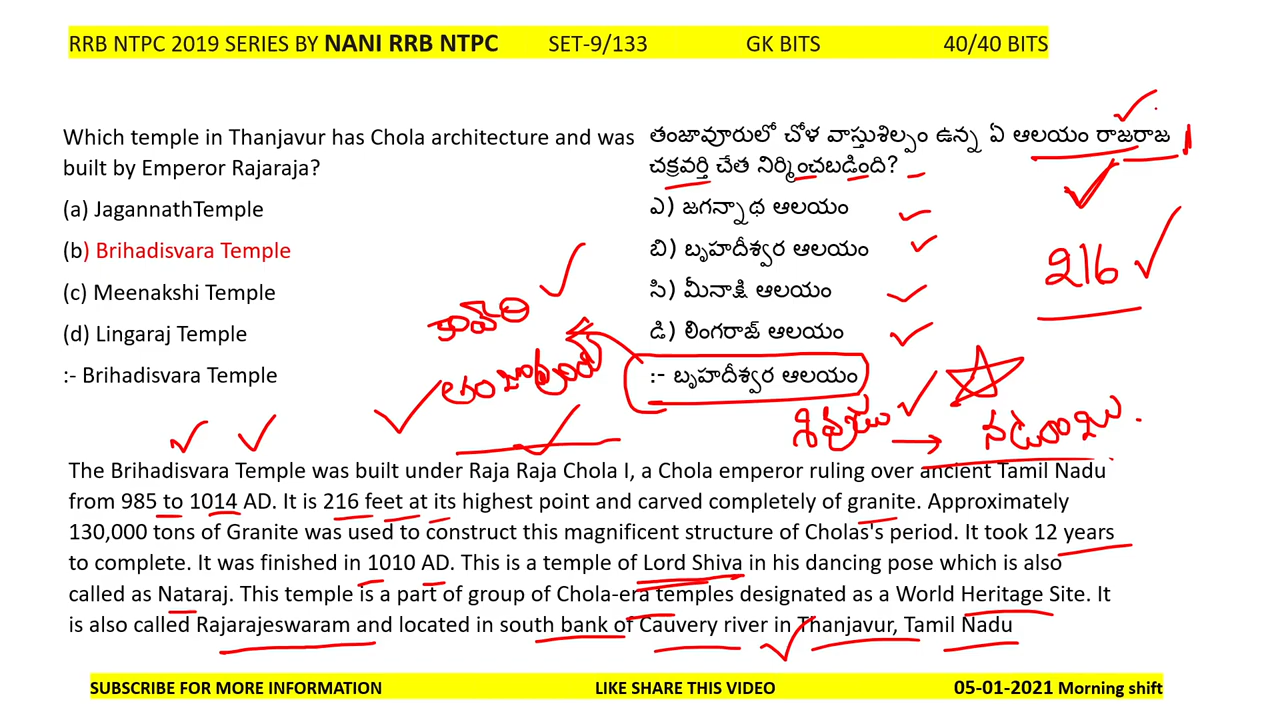 RRB NTPC 2019 SERIES BY NANI RRB NTPC SET-9/133 GK BITS 40/40 BITS
Which temple in Thanjavur has Chola architecture and was
built by Emperor Rajaraja?
(a) JagannathTemple
(b) Brihadisvara Temple
(c) Meenakshi Temple
(d) Lingaraj Temple
:- Brihadisvara Temple
తంజావూరులో చోళ వాస్తుశిల్పం ఉన్న ఏ ఆలయం రాజరాజ
చక్రవర్తి చేత నిర్మించబడింది?
ఎ) జగన్నాథ ఆలయం
బి) బృహదీశ్వర ఆలయం
సి) మీనాక్షి ఆలయం
డి) లింగరాజ్ ఆలయం
:- బృహదీశ్వర ఆలయం
216
కావేరి
శివుడు → నటరాజు
The Brihadisvara Temple was built under Raja Raja Chola I, a Chola emperor ruling over ancient Tamil Nadu
from 985 to 1014 AD. It is 216 feet at its highest point and carved completely of granite. Approximately
130,000 tons of Granite was used to construct this magnificent structure of Cholas's period. It took 12 years
to complete. It was finished in 1010 AD. This is a temple of Lord Shiva in his dancing pose which is also
called as Nataraj. This temple is a part of group of Chola-era temples designated as a World Heritage Site. It
is also called Rajarajeswaram and located in south bank of Cauvery river in Thanjavur, Tamil Nadu
SUBSCRIBE FOR MORE INFORMATION LIKE SHARE THIS VIDEO 05-01-2021 Morning shift